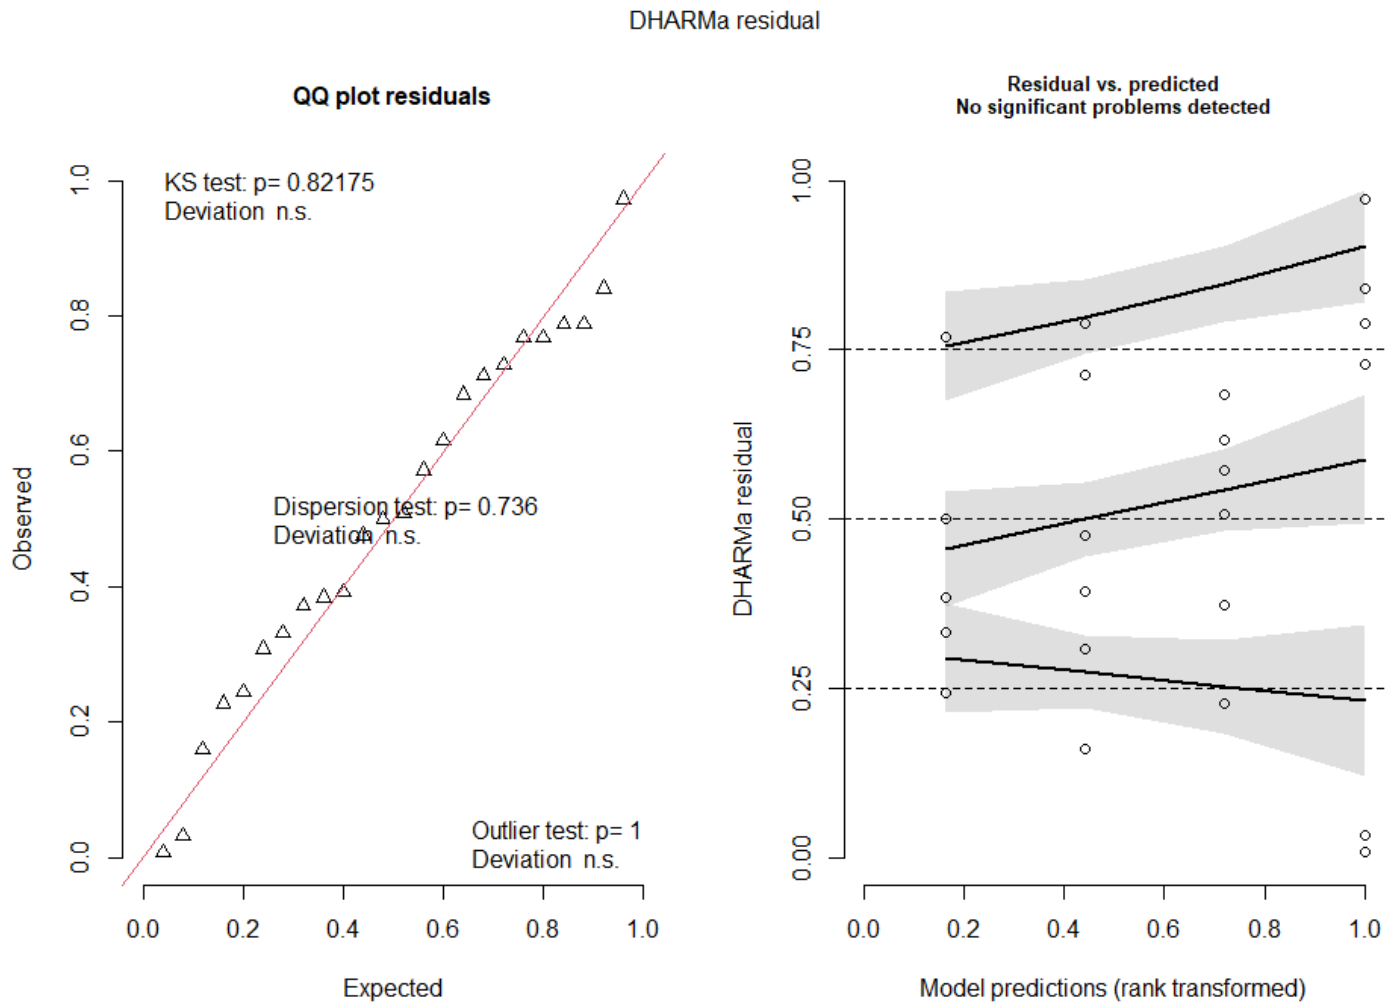 DHARMa residual
QQ plot residuals
KS test: p= 0.82175
Deviation n.s.
Dispersion test: p= 0.736
Deviation n.s.
Outlier test: p= 1
Deviation n.s.
Observed
0.0
0.2
0.4
0.6
0.8
1.0
0.0 0.2 0.4 0.6 0.8 1.0
Expected
Residual vs. predicted
No significant problems detected
DHARMa residual
0.00
0.25
0.50
0.75
1.00
0.0 0.2 0.4 0.6 0.8 1.0
Model predictions (rank transformed)